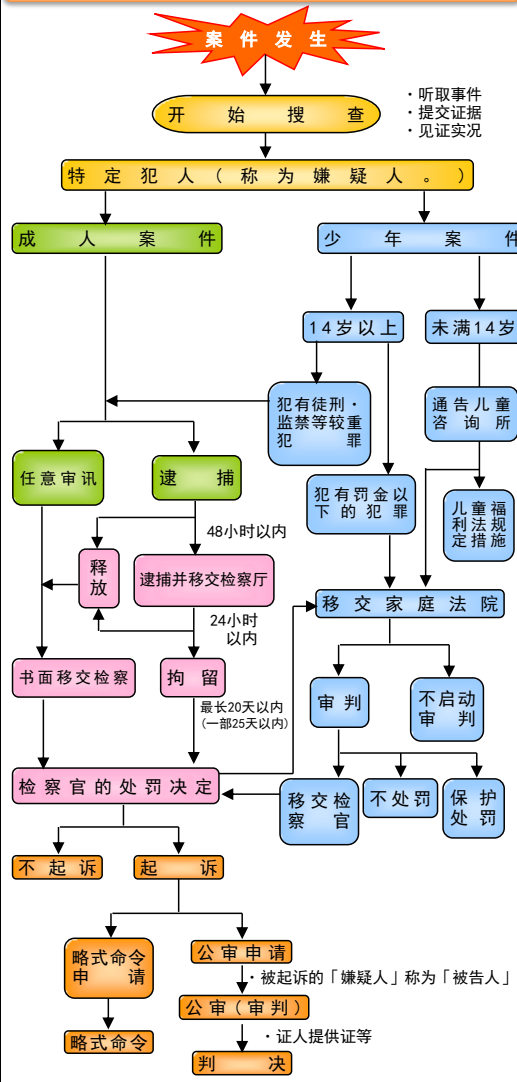 案件发生
开始搜查
・听取事件
・提交证据
・见证实况
特定犯人(称为嫌疑人。)
成人案件
少年案件
14岁以上
未满14岁
犯有徒刑・
监禁等较重
犯罪
通告儿童
咨询所
任意审讯
逮捕
犯有罚金以
下的犯罪
儿童福
利法规
定措施
48小时以内
释
放
逮捕并移交检察厅
24小时
以内
移交家庭法院
书面移交检察
拘留
审判
不启动
审判
最长20天以内
(一部25天以内)
检察官的处罚决定
移交检
察官
不处罚
保护
处罚
不起诉
起诉
略式命令
申请
公审申请
・被起诉的「嫌疑人」称为「被告人」
公审(审判)
略式命令
・证人提供证等
判决